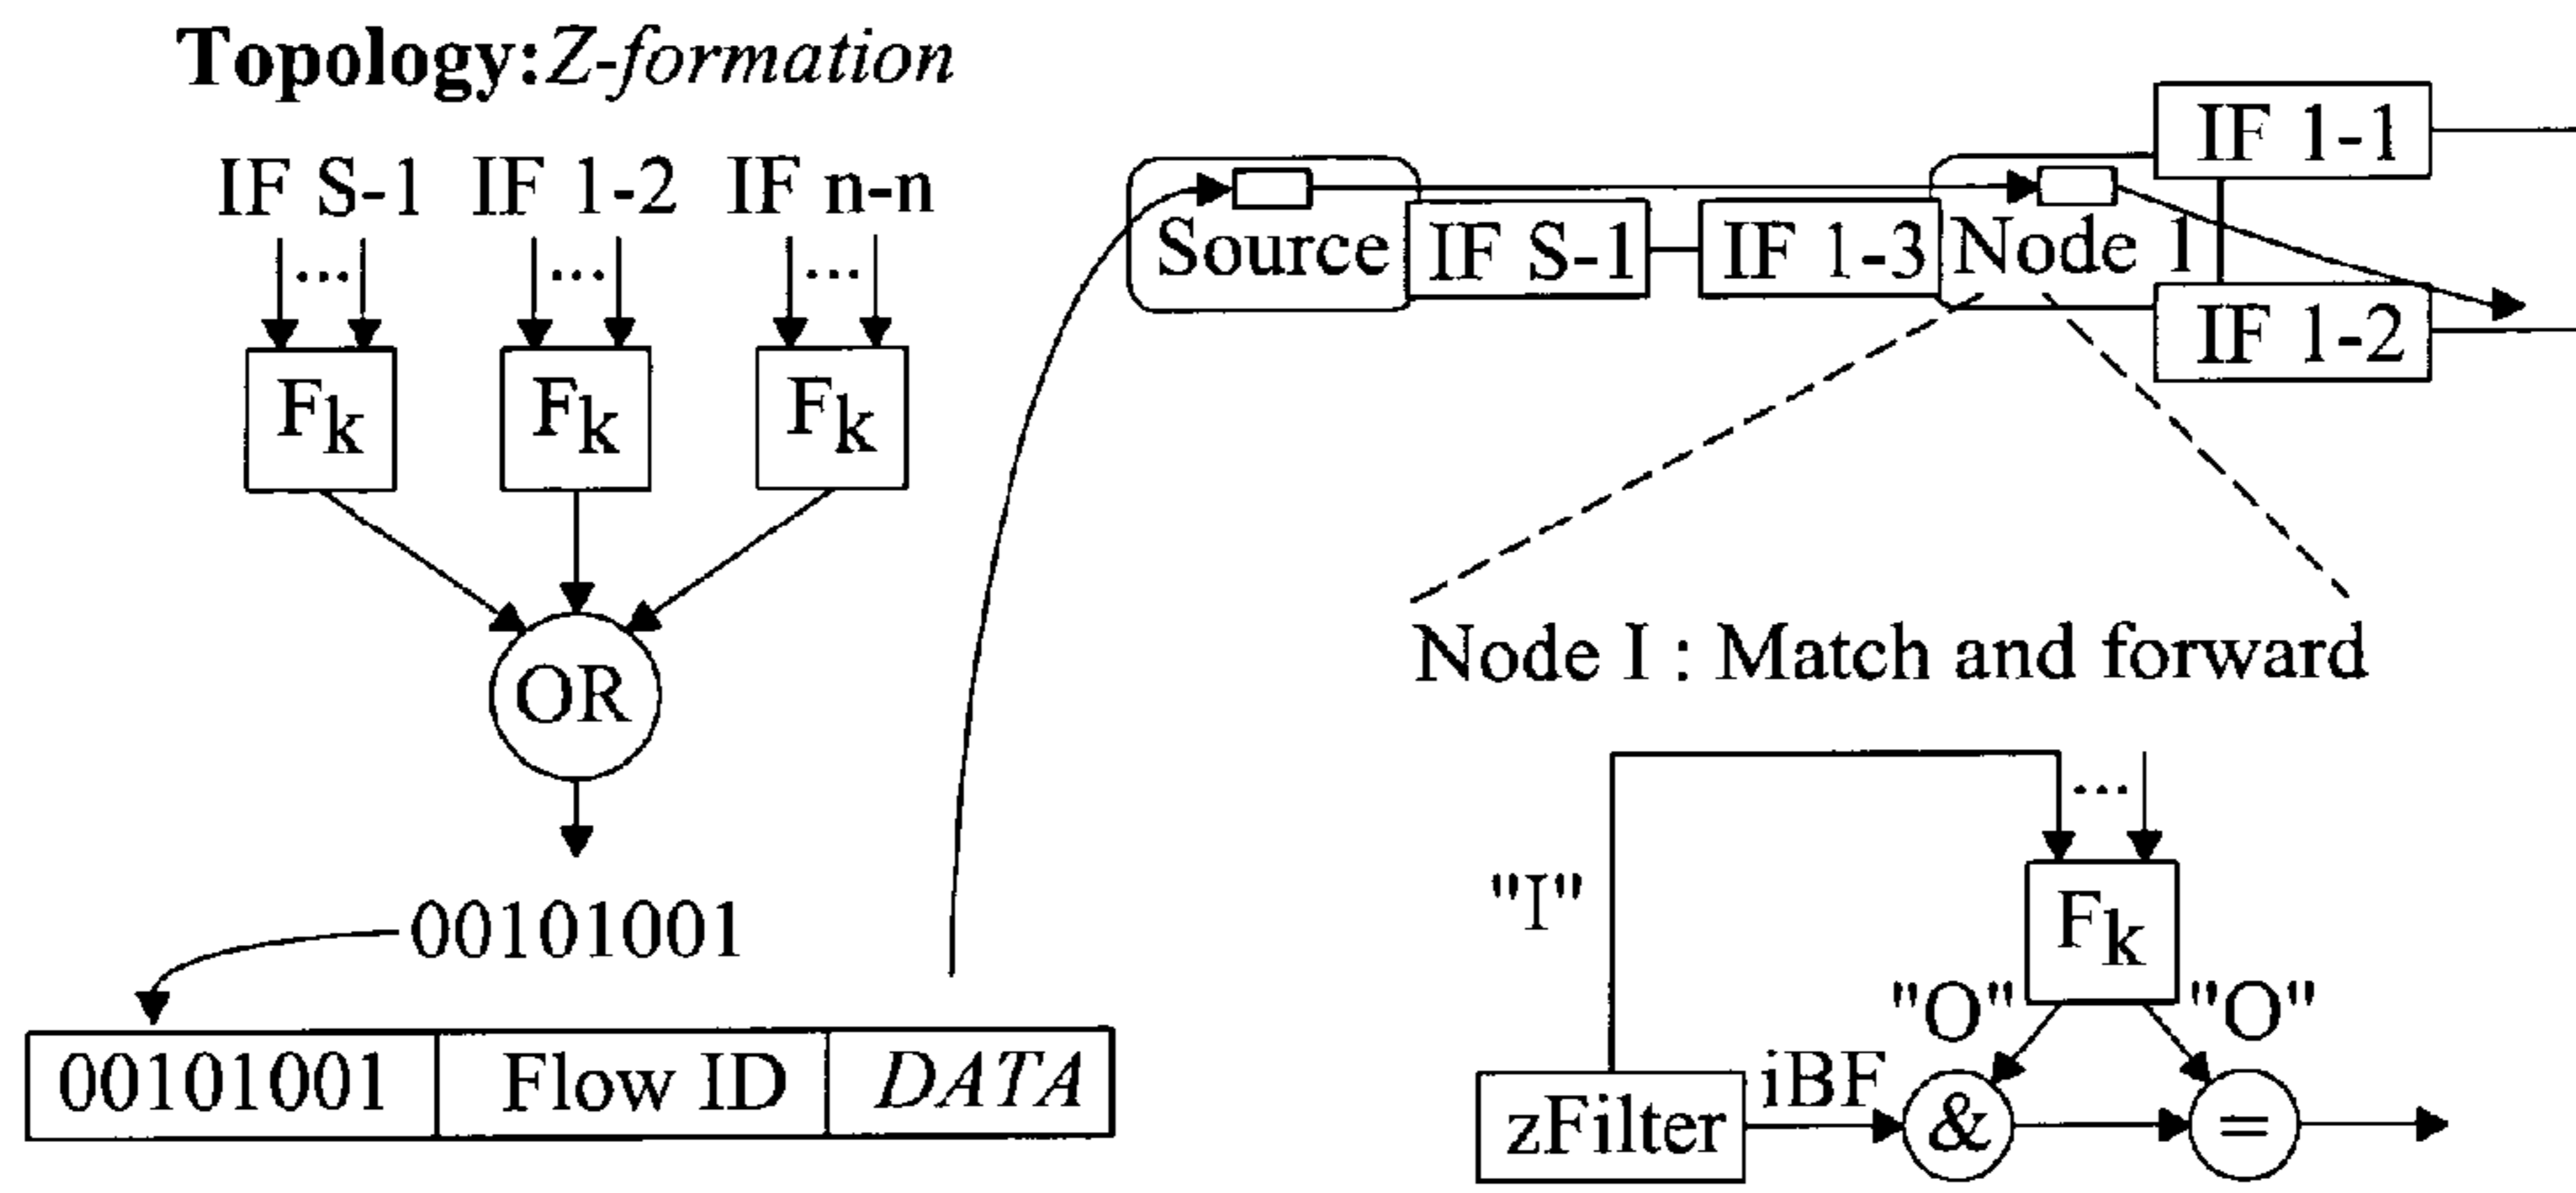 Topology:Z-formation
IF S-1 IF 1-2 IF n-n
... ... ...
Fk Fk Fk
OR
00101001
00101001 Flow ID DATA
Source IF S-1 IF 1-3 Node 1
IF 1-1
IF 1-2
Node I : Match and forward
...
"I"
Fk
"O" "O"
zFilter iBF & =